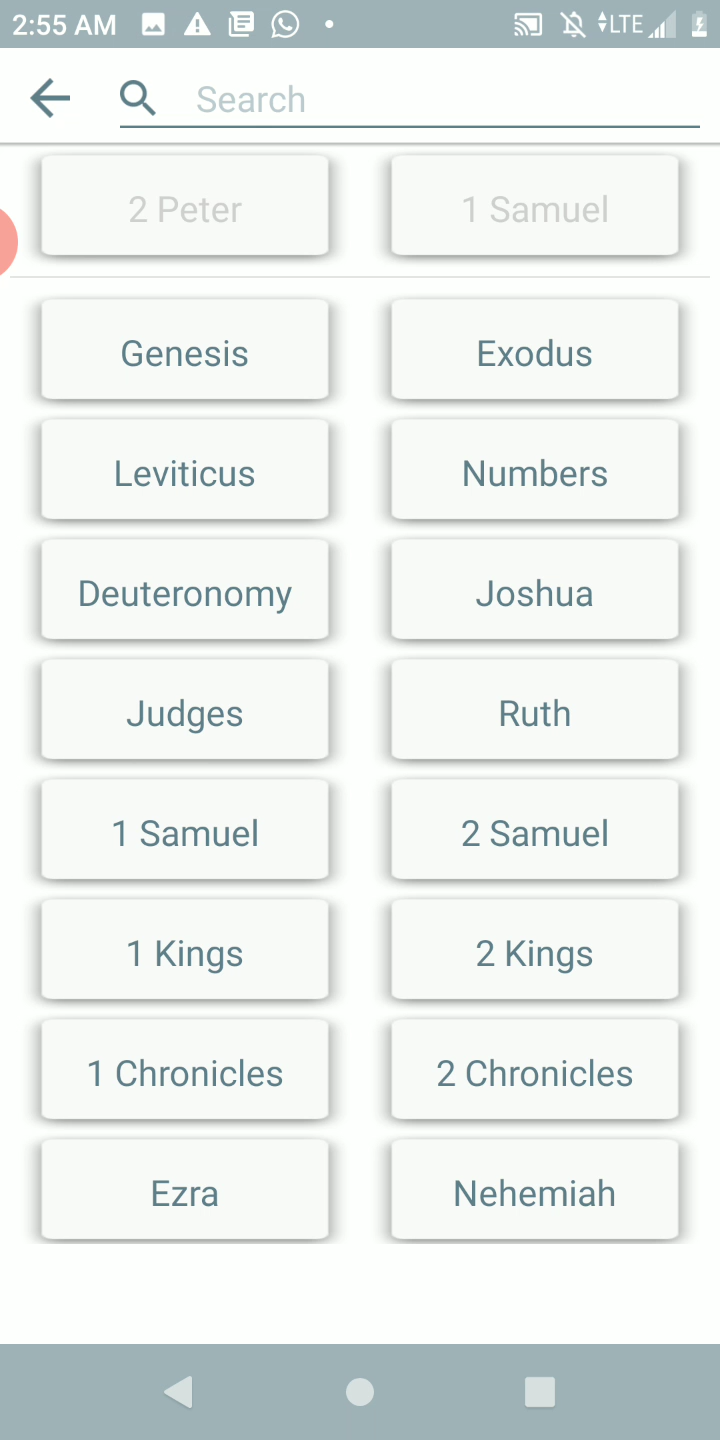 2:55 AM LTE
Search
2 Peter 1 Samuel
Genesis Exodus
Leviticus Numbers
Deuteronomy Joshua
Judges Ruth
1 Samuel 2 Samuel
1 Kings 2 Kings
1 Chronicles 2 Chronicles
Ezra Nehemiah